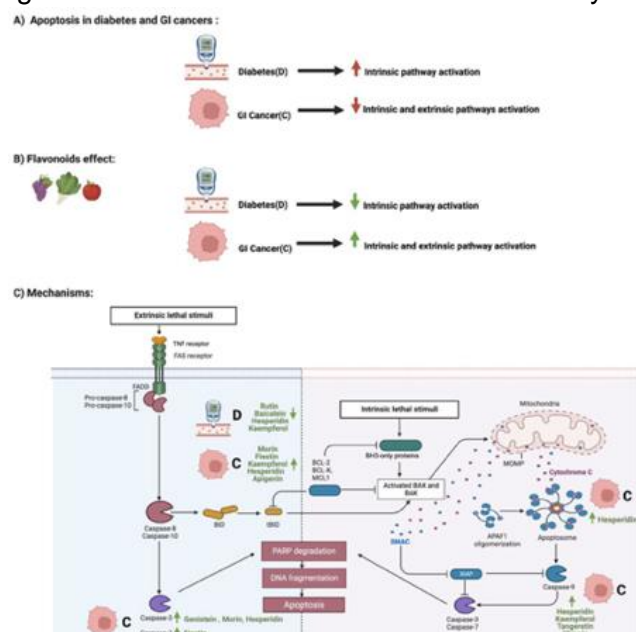 A) Apoptosis in diabetes and GI cancers :
Diabetes(D)
Intrinsic pathway activation
GI Cancer(C)
Intrinsic and extrinsic pathways activation
B) Flavonoids effect:
Diabetes(D)
Intrinsic pathway activation
GI Cancer(C)
Intrinsic and extrinsic pathway activation
C) Mechanisms:
Extrinsic lethal stimuli
TNF receptor
FAS receptor
FADD
Pro-caspase-8
Pro-caspase-10
D
Rutin
Baicalein
Hesperidin
Kaempferol
C
Morin
Fisetin
Kaempferol
Hesperidin
Apigenin
Intrinsic lethal stimuli
BH3-only proteins
BCL-2
BCL-X,
MCL1
Activated BAX and
BAK
Mitochondria
MOMP
Cytochrome C
C
Hesperidin
APAF1
oligomerization
Apoptosome
Caspase-8
Caspase-10
BID
tBID
SMAC
XIAP
Caspase-9
C
Hesperidin
Kaempferol
Tangeretin
PARP degradation
DNA fragmentation
Apoptosis
Caspase-3
Caspase-7
C
Caspase-3
Genistein , Morin, Hesperidin